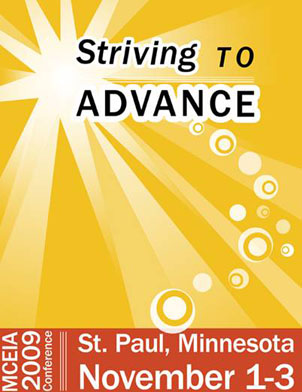 Striving TO
ADVANCE
MCEIA
2009
Conference
St. Paul, Minnesota
November 1-3